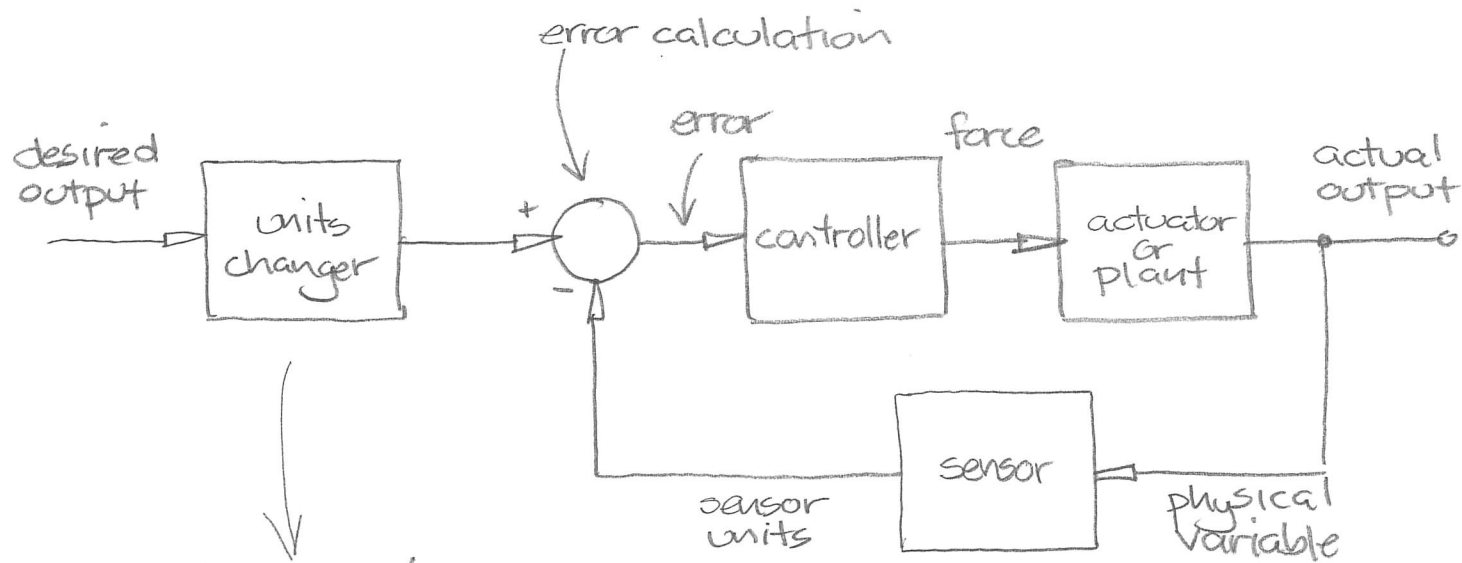 error calculation
desired
output
units
changer
+
-
error
controller
force
actuator
or
plant
actual
output
sensor
sensor
units
physical
variable